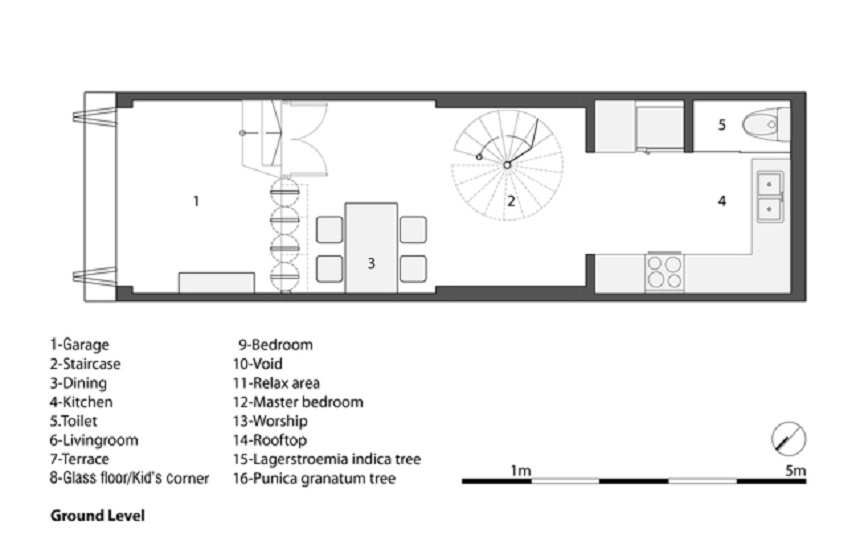 1
2
3
4
5
1-Garage
2-Staircase
3-Dining
4-Kitchen
5.Toilet
6-Livingroom
7-Terrace
8-Glass floor/Kid's corner
9-Bedroom
10-Void
11-Relax area
12-Master bedroom
13-Worship
14-Rooftop
15-Lagerstroemia indica tree
16-Punica granatum tree
1m 5m
Ground Level